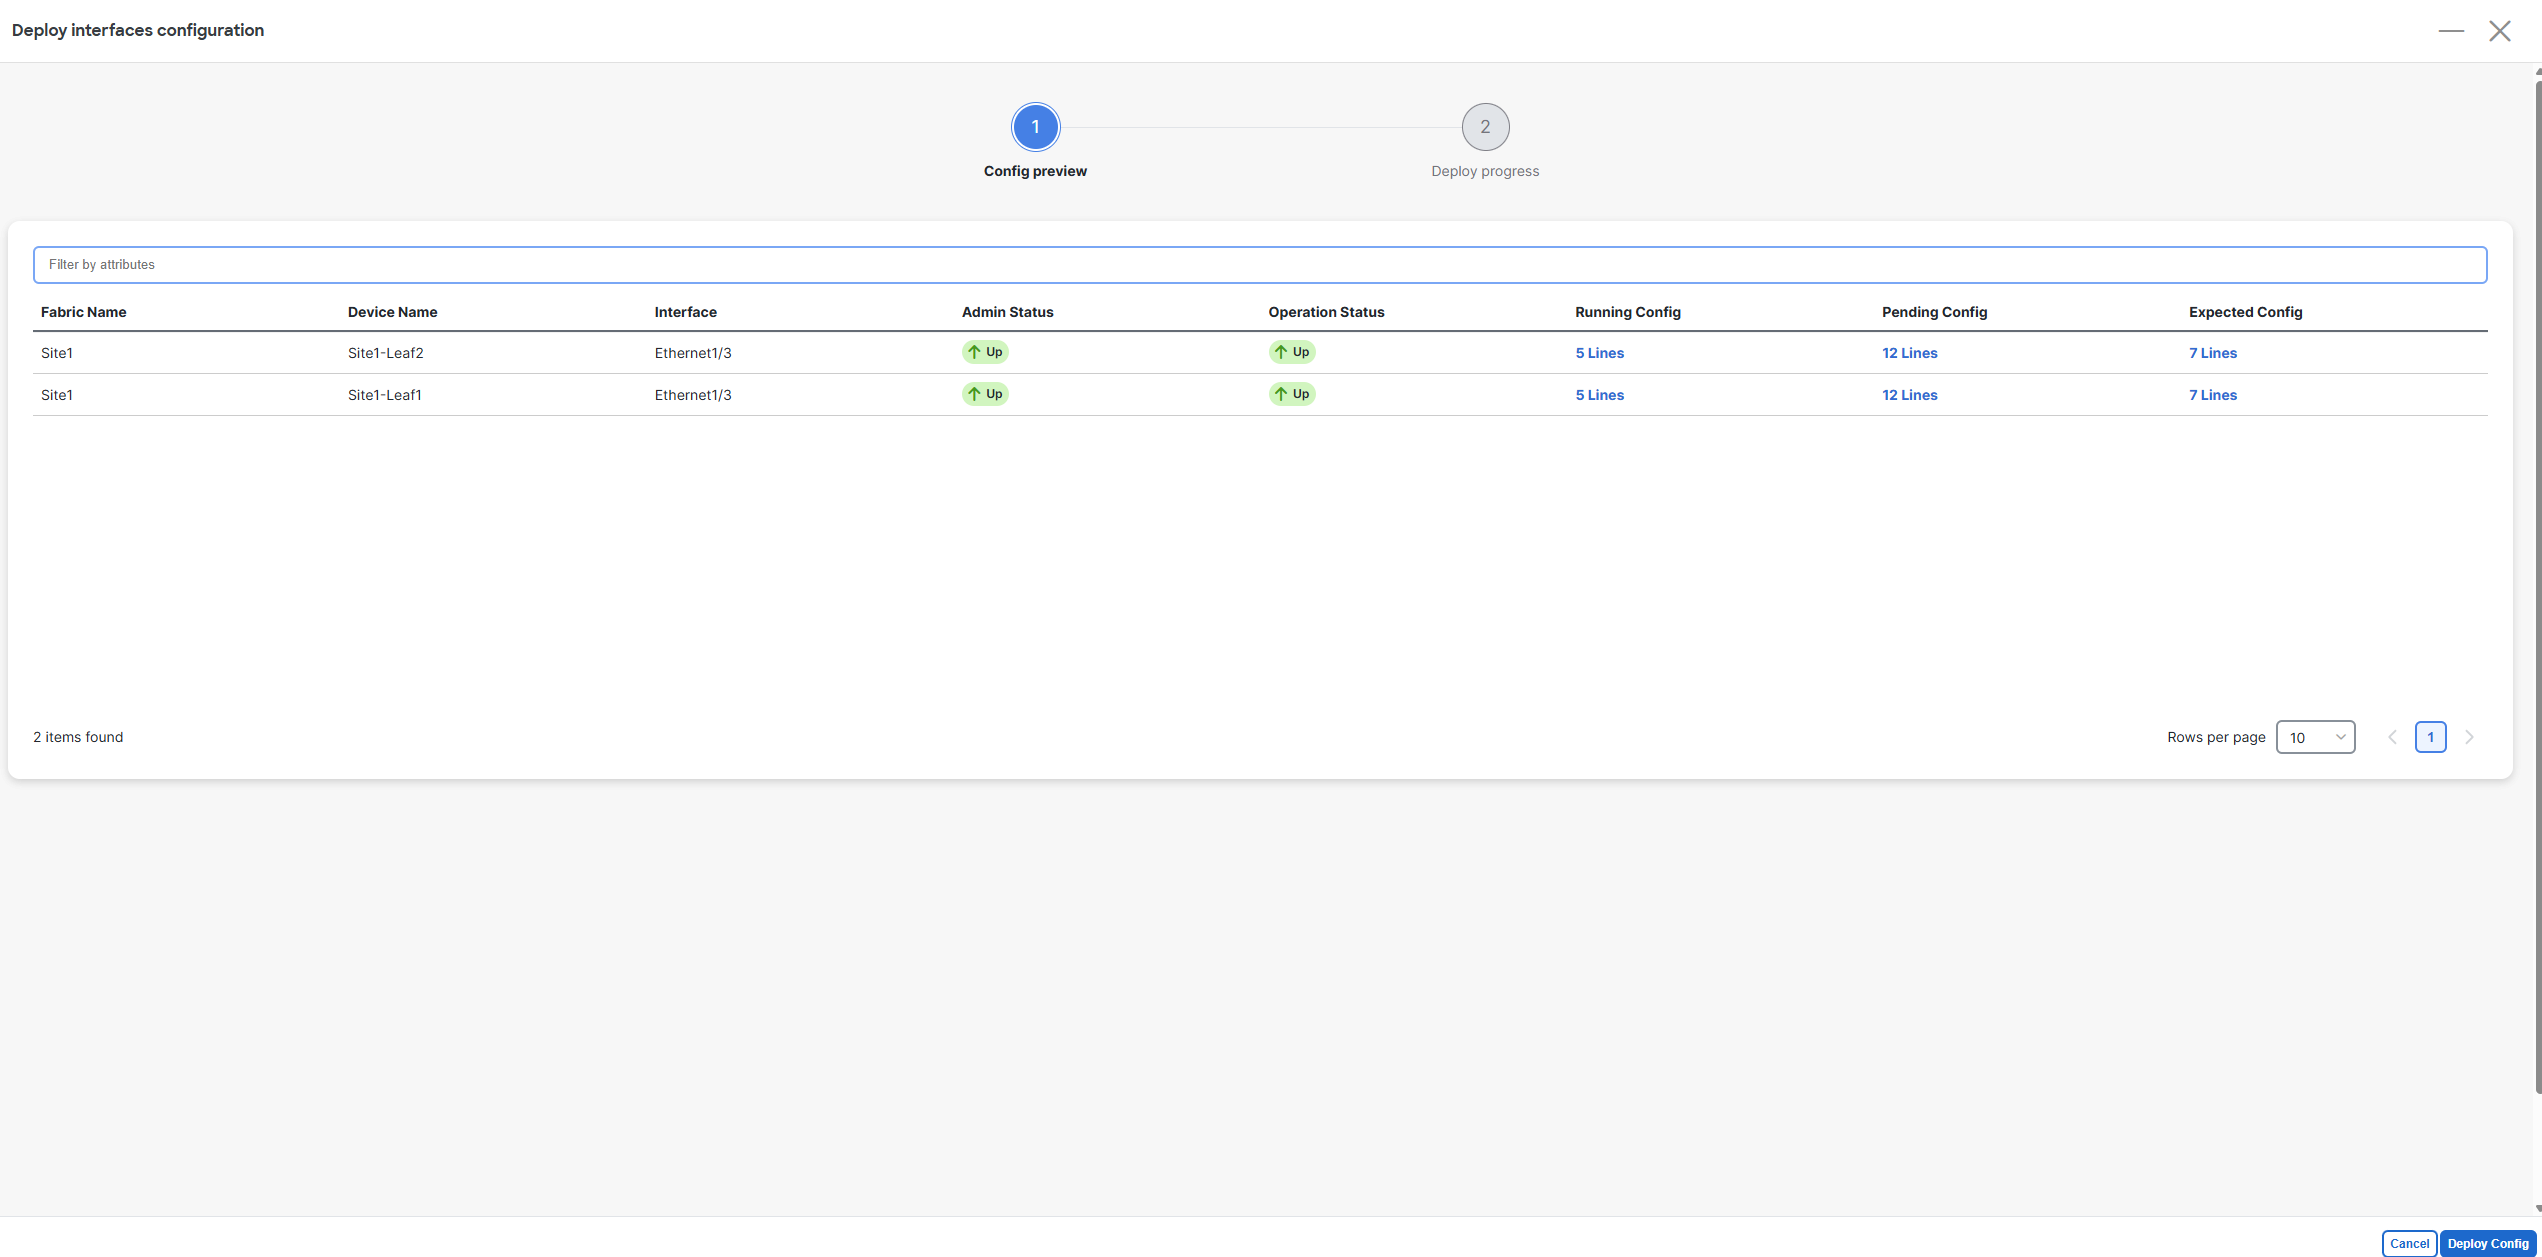 Deploy interfaces configuration
1
2
Config preview
Deploy progress
Filter by attributes
Fabric Name Device Name Interface Admin Status Operation Status Running Config Pending Config Expected Config
Site1 Site1-Leaf2 Ethernet1/3 Up Up 5 Lines 12 Lines 7 Lines
Site1 Site1-Leaf1 Ethernet1/3 Up Up 5 Lines 12 Lines 7 Lines
2 items found Rows per page 10 1
Cancel Deploy Config